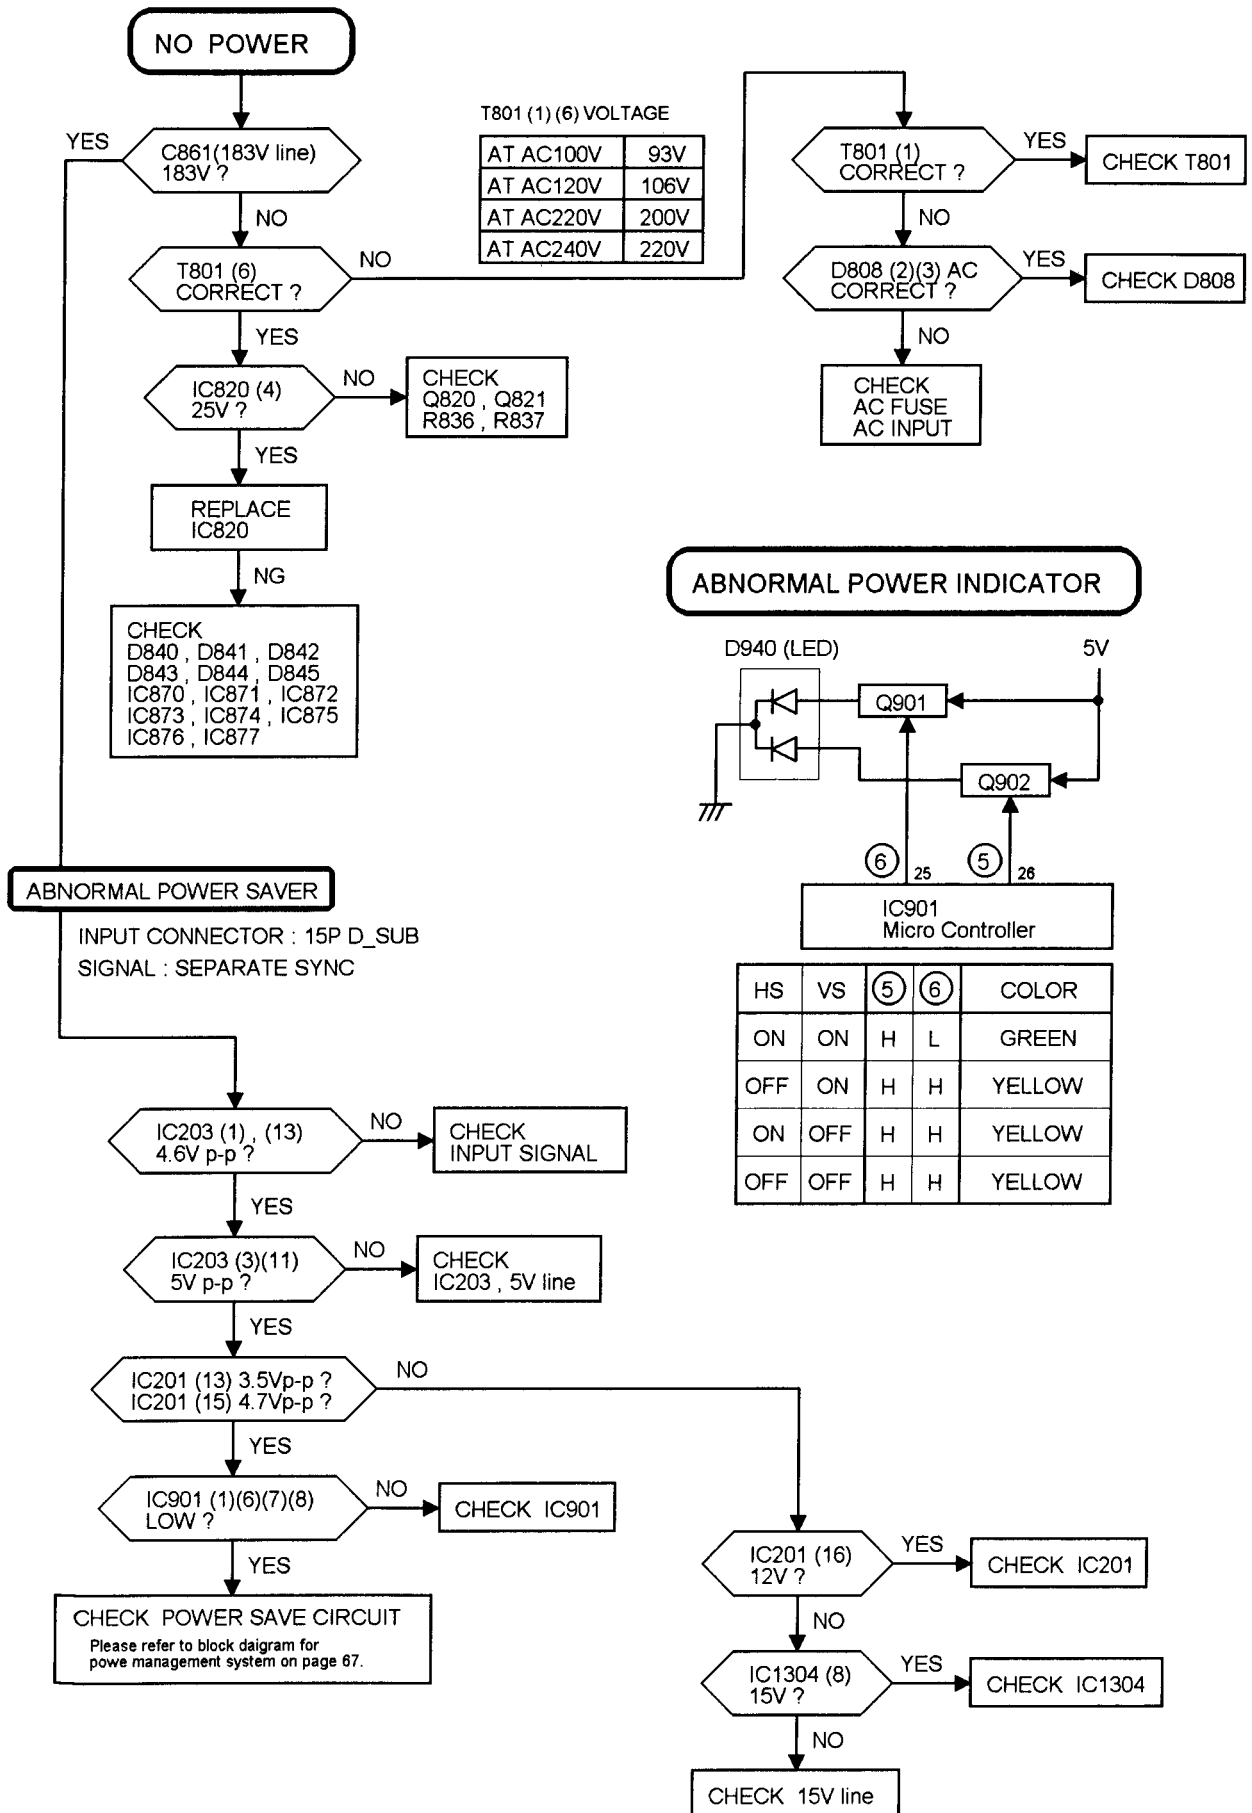 NO POWER
YES
C861(183V line)
183V ?
NO
T801 (6)
CORRECT ?
NO
YES
IC820 (4)
25V ?
NO
CHECK
Q820 , Q821
R836 , R837
YES
REPLACE
IC820
NG
CHECK
D840 , D841 , D842
D843 , D844 , D845
IC870 , IC871 , IC872
IC873 , IC874 , IC875
IC876 , IC877
T801 (1) (6) VOLTAGE
AT AC100V 93V
AT AC120V 106V
AT AC220V 200V
AT AC240V 220V
T801 (1)
CORRECT ?
YES
CHECK T801
NO
D808 (2)(3) AC
CORRECT ?
YES
CHECK D808
NO
CHECK
AC FUSE
AC INPUT
ABNORMAL POWER INDICATOR
D940 (LED)
5V
Q901
Q902
6
25
5
26
IC901
Micro Controller
HS VS 5 6 COLOR
ON ON H L GREEN
OFF ON H H YELLOW
ON OFF H H YELLOW
OFF OFF H H YELLOW
ABNORMAL POWER SAVER
INPUT CONNECTOR : 15P D_SUB
SIGNAL : SEPARATE SYNC
IC203 (1) , (13)
4.6V p-p ?
NO
CHECK
INPUT SIGNAL
YES
IC203 (3)(11)
5V p-p ?
NO
CHECK
IC203 , 5V line
YES
IC201 (13) 3.5Vp-p ?
IC201 (15) 4.7Vp-p ?
NO
YES
IC901 (1)(6)(7)(8)
LOW ?
NO
CHECK IC901
YES
CHECK POWER SAVE CIRCUIT
Please refer to block daigram for
powe management system on page 67.
IC201 (16)
12V ?
YES
CHECK IC201
NO
IC1304 (8)
15V ?
YES
CHECK IC1304
NO
CHECK 15V line